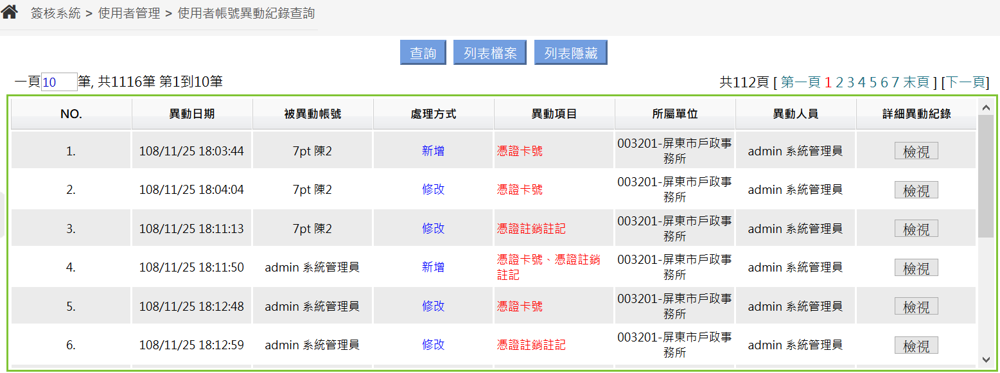 簽核系統 > 使用者管理 > 使用者帳號異動紀錄查詢
查詢 列表檔案 列表隱藏
一頁10筆, 共1116筆 第1到10筆 共112頁 [ 第一頁 1 2 3 4 5 6 7 末頁 ] [下一頁]
NO. 異動日期 被異動帳號 處理方式 異動項目 所屬單位 異動人員 詳細異動紀錄
1. 108/11/25 18:03:44 7pt 陳2 新增 憑證卡號 003201-屏東市戶政事務所 admin 系統管理員 檢視
2. 108/11/25 18:04:04 7pt 陳2 修改 憑證卡號 003201-屏東市戶政事務所 admin 系統管理員 檢視
3. 108/11/25 18:11:13 7pt 陳2 修改 憑證註銷註記 003201-屏東市戶政事務所 admin 系統管理員 檢視
4. 108/11/25 18:11:50 admin 系統管理員 新增 憑證卡號、憑證註銷註記 003201-屏東市戶政事務所 admin 系統管理員 檢視
5. 108/11/25 18:12:48 admin 系統管理員 修改 憑證卡號 003201-屏東市戶政事務所 admin 系統管理員 檢視
6. 108/11/25 18:12:59 admin 系統管理員 修改 憑證註銷註記 003201-屏東市戶政事務所 admin 系統管理員 檢視